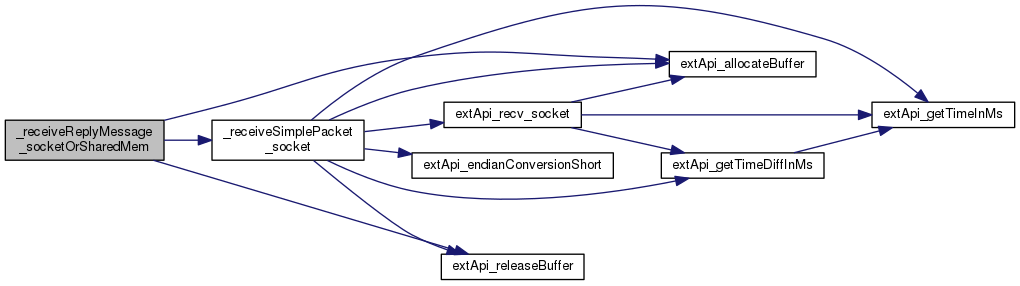 _receiveReplyMessage
_socketOrSharedMem
_receiveSimplePacket
_socket
extApi_recv_socket
extApi_endianConversionShort
extApi_releaseBuffer
extApi_allocateBuffer
extApi_getTimeDiffInMs
extApi_getTimeInMs